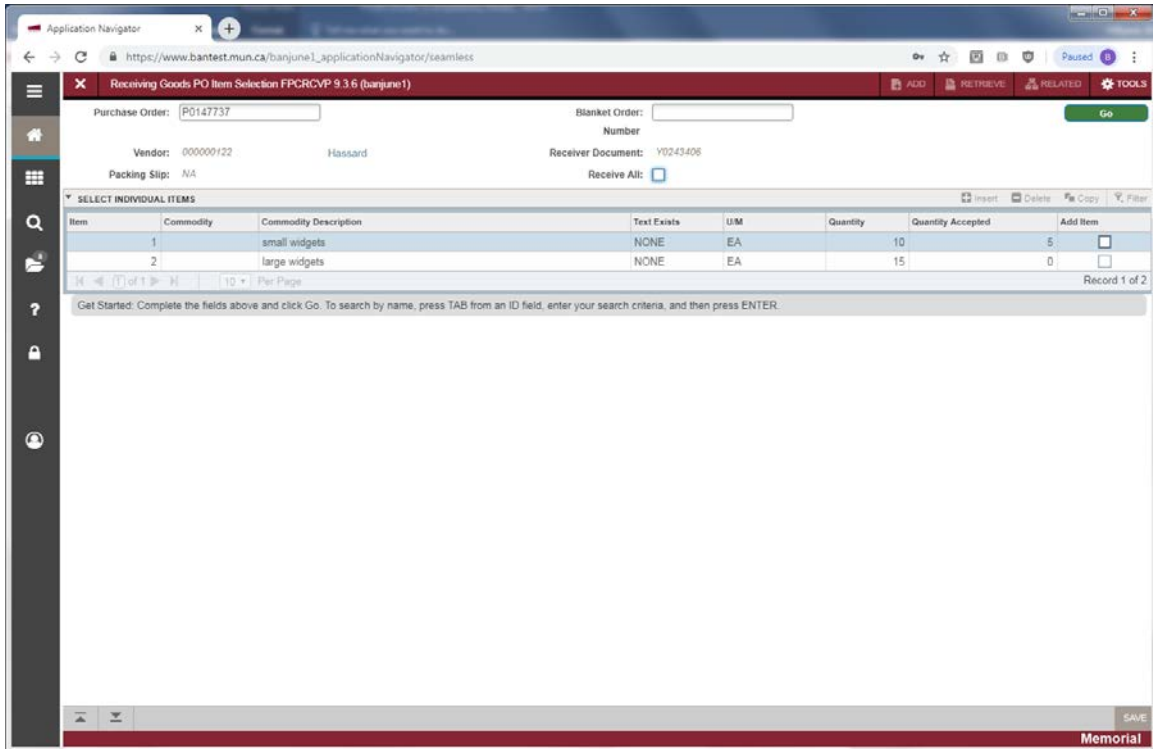 Application Navigator
https://www.bantest.mun.ca/banjune1_applicationNavigator/seamless
Paused B
Receiving Goods PO Item Selection FPCRCVP 9.3.6 (banjune1) ADD RETRIEVE RELATED TOOLS
Purchase Order: P0147737 Blanket Order: Go
Number
Vendor: 000000122 Hassard Receiver Document: Y0243406
Packing Slip: NA Receive All:
SELECT INDIVIDUAL ITEMS Insert Delete Copy Filter
Item Commodity Commodity Description Text Exists U/M Quantity Quantity Accepted Add Item
1 small widgets NONE EA 10 5
2 large widgets NONE EA 15 0
1 of 1 10 Per Page Record 1 of 2
Get Started: Complete the fields above and click Go. To search by name, press TAB from an ID field, enter your search criteria, and then press ENTER.
SAVE
Memorial